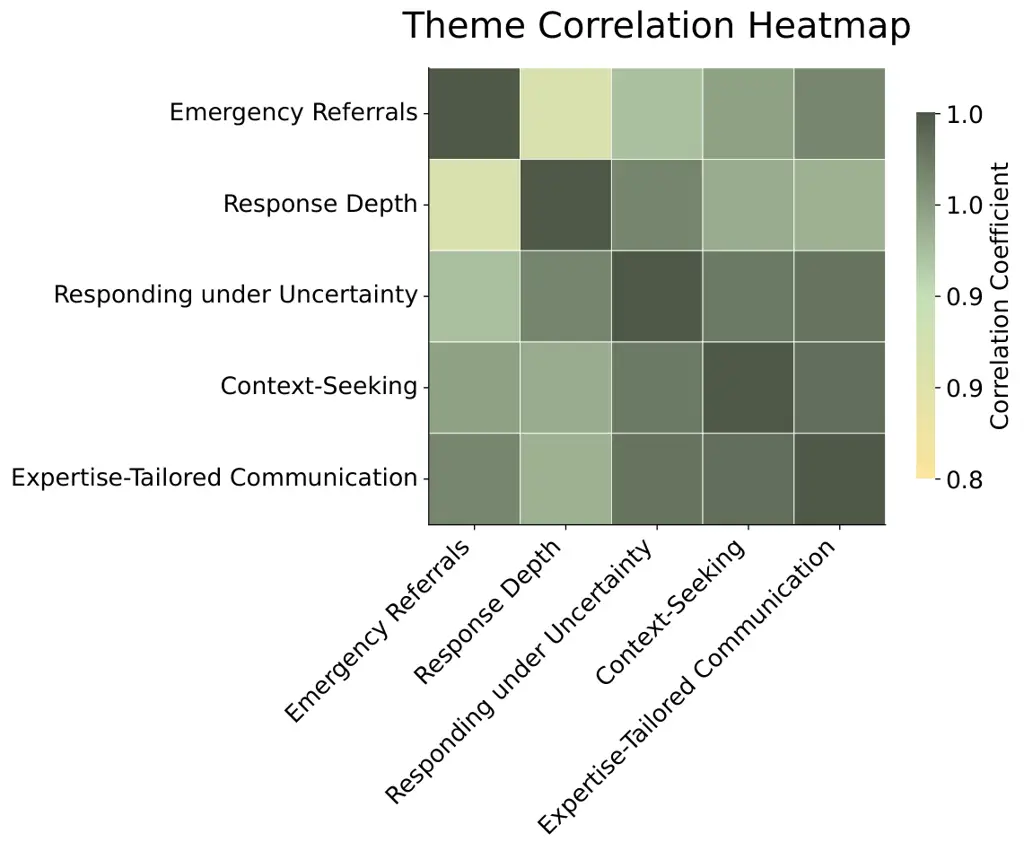 Theme Correlation Heatmap
Emergency Referrals
Response Depth
Responding under Uncertainty
Context-Seeking
Expertise-Tailored Communication
Emergency Referrals
Response Depth
Responding under Uncertainty
Context-Seeking
Expertise-Tailored Communication
1.0
1.0
0.9
0.9
0.8
Correlation Coefficient